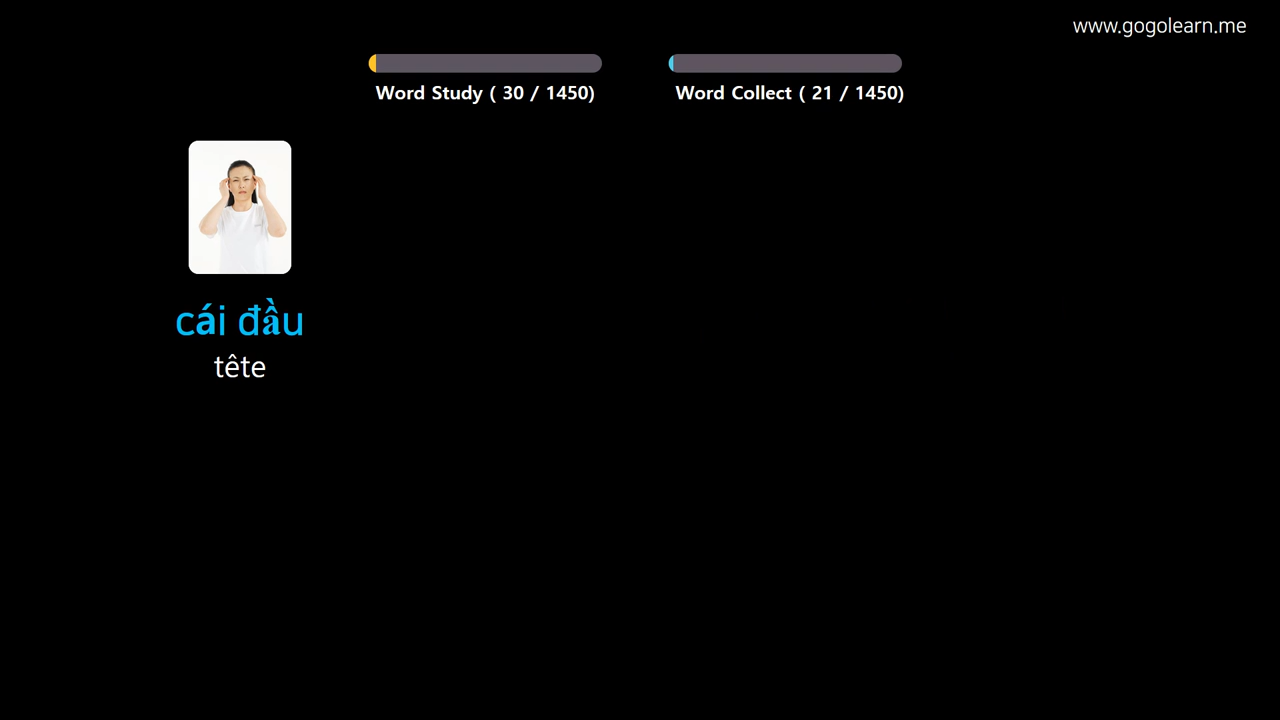 www.gogolearn.me
Word Study ( 30 / 1450)
Word Collect ( 21 / 1450)
cái đầu
tête